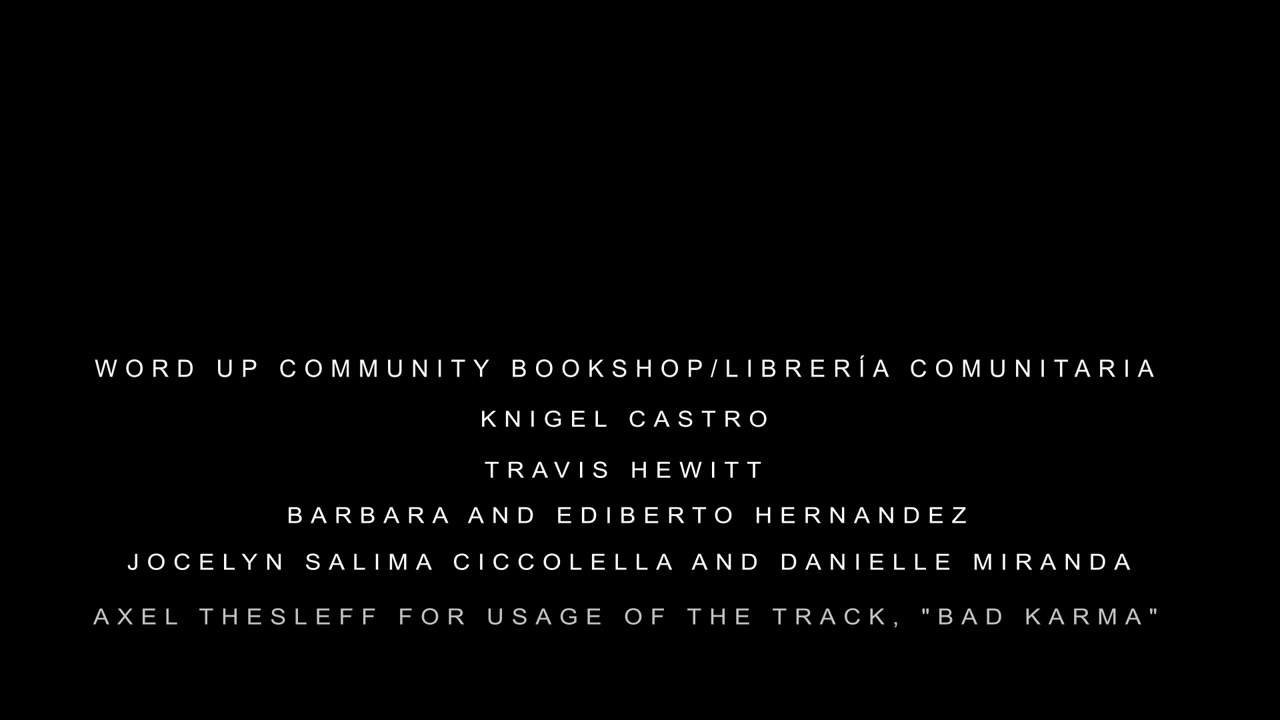 WORD UP COMMUNITY BOOKSHOP/LIBRERÍA COMUNITARIA
KNIGEL CASTRO
TRAVIS HEWITT
BARBARA AND EDIBERTO HERNANDEZ
JOCELYN SALIMA CICCOLELLA AND DANIELLE MIRANDA
AXEL THESLEFF FOR USAGE OF THE TRACK, "BAD KARMA"